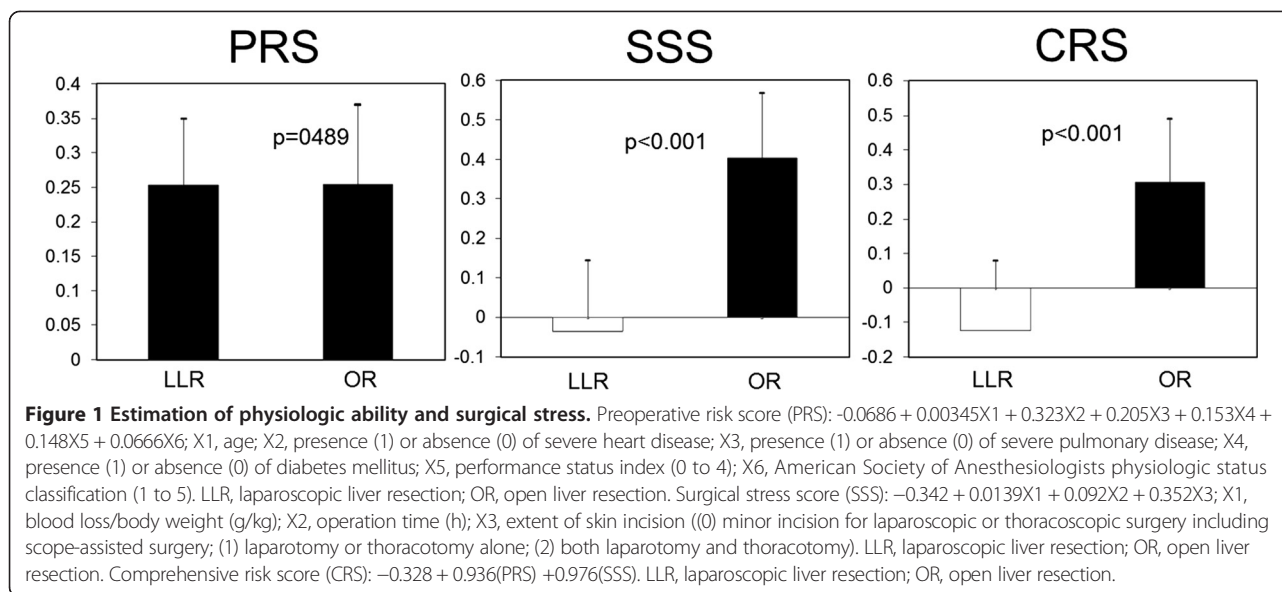 PRS
0.4
0.35
0.3
0.25
0.2
0.15
0.1
0.05
0
p=0489
LLR
OR
SSS
0.6
0.5
0.4
0.3
0.2
0.1
0
-0.1
p<0.001
LLR
OR
CRS
0.6
0.5
0.4
0.3
0.2
0.1
0
-0.1
-0.2
p<0.001
LLR
OR
Figure 1 Estimation of physiologic ability and surgical stress. Preoperative risk score (PRS): -0.0686 + 0.00345X1 + 0.323X2 + 0.205X3 + 0.153X4 +
0.148X5 + 0.0666X6; X1, age; X2, presence (1) or absence (0) of severe heart disease; X3, presence (1) or absence (0) of severe pulmonary disease; X4,
presence (1) or absence (0) of diabetes mellitus; X5, performance status index (0 to 4); X6, American Society of Anesthesiologists physiologic status
classification (1 to 5). LLR, laparoscopic liver resection; OR, open liver resection. Surgical stress score (SSS): −0.342 + 0.0139X1 + 0.092X2 + 0.352X3; X1,
blood loss/body weight (g/kg); X2, operation time (h); X3, extent of skin incision ((0) minor incision for laparoscopic or thoracoscopic surgery including
scope-assisted surgery; (1) laparotomy or thoracotomy alone; (2) both laparotomy and thoracotomy). LLR, laparoscopic liver resection; OR, open liver
resection. Comprehensive risk score (CRS): −0.328 + 0.936(PRS) +0.976(SSS). LLR, laparoscopic liver resection; OR, open liver resection.